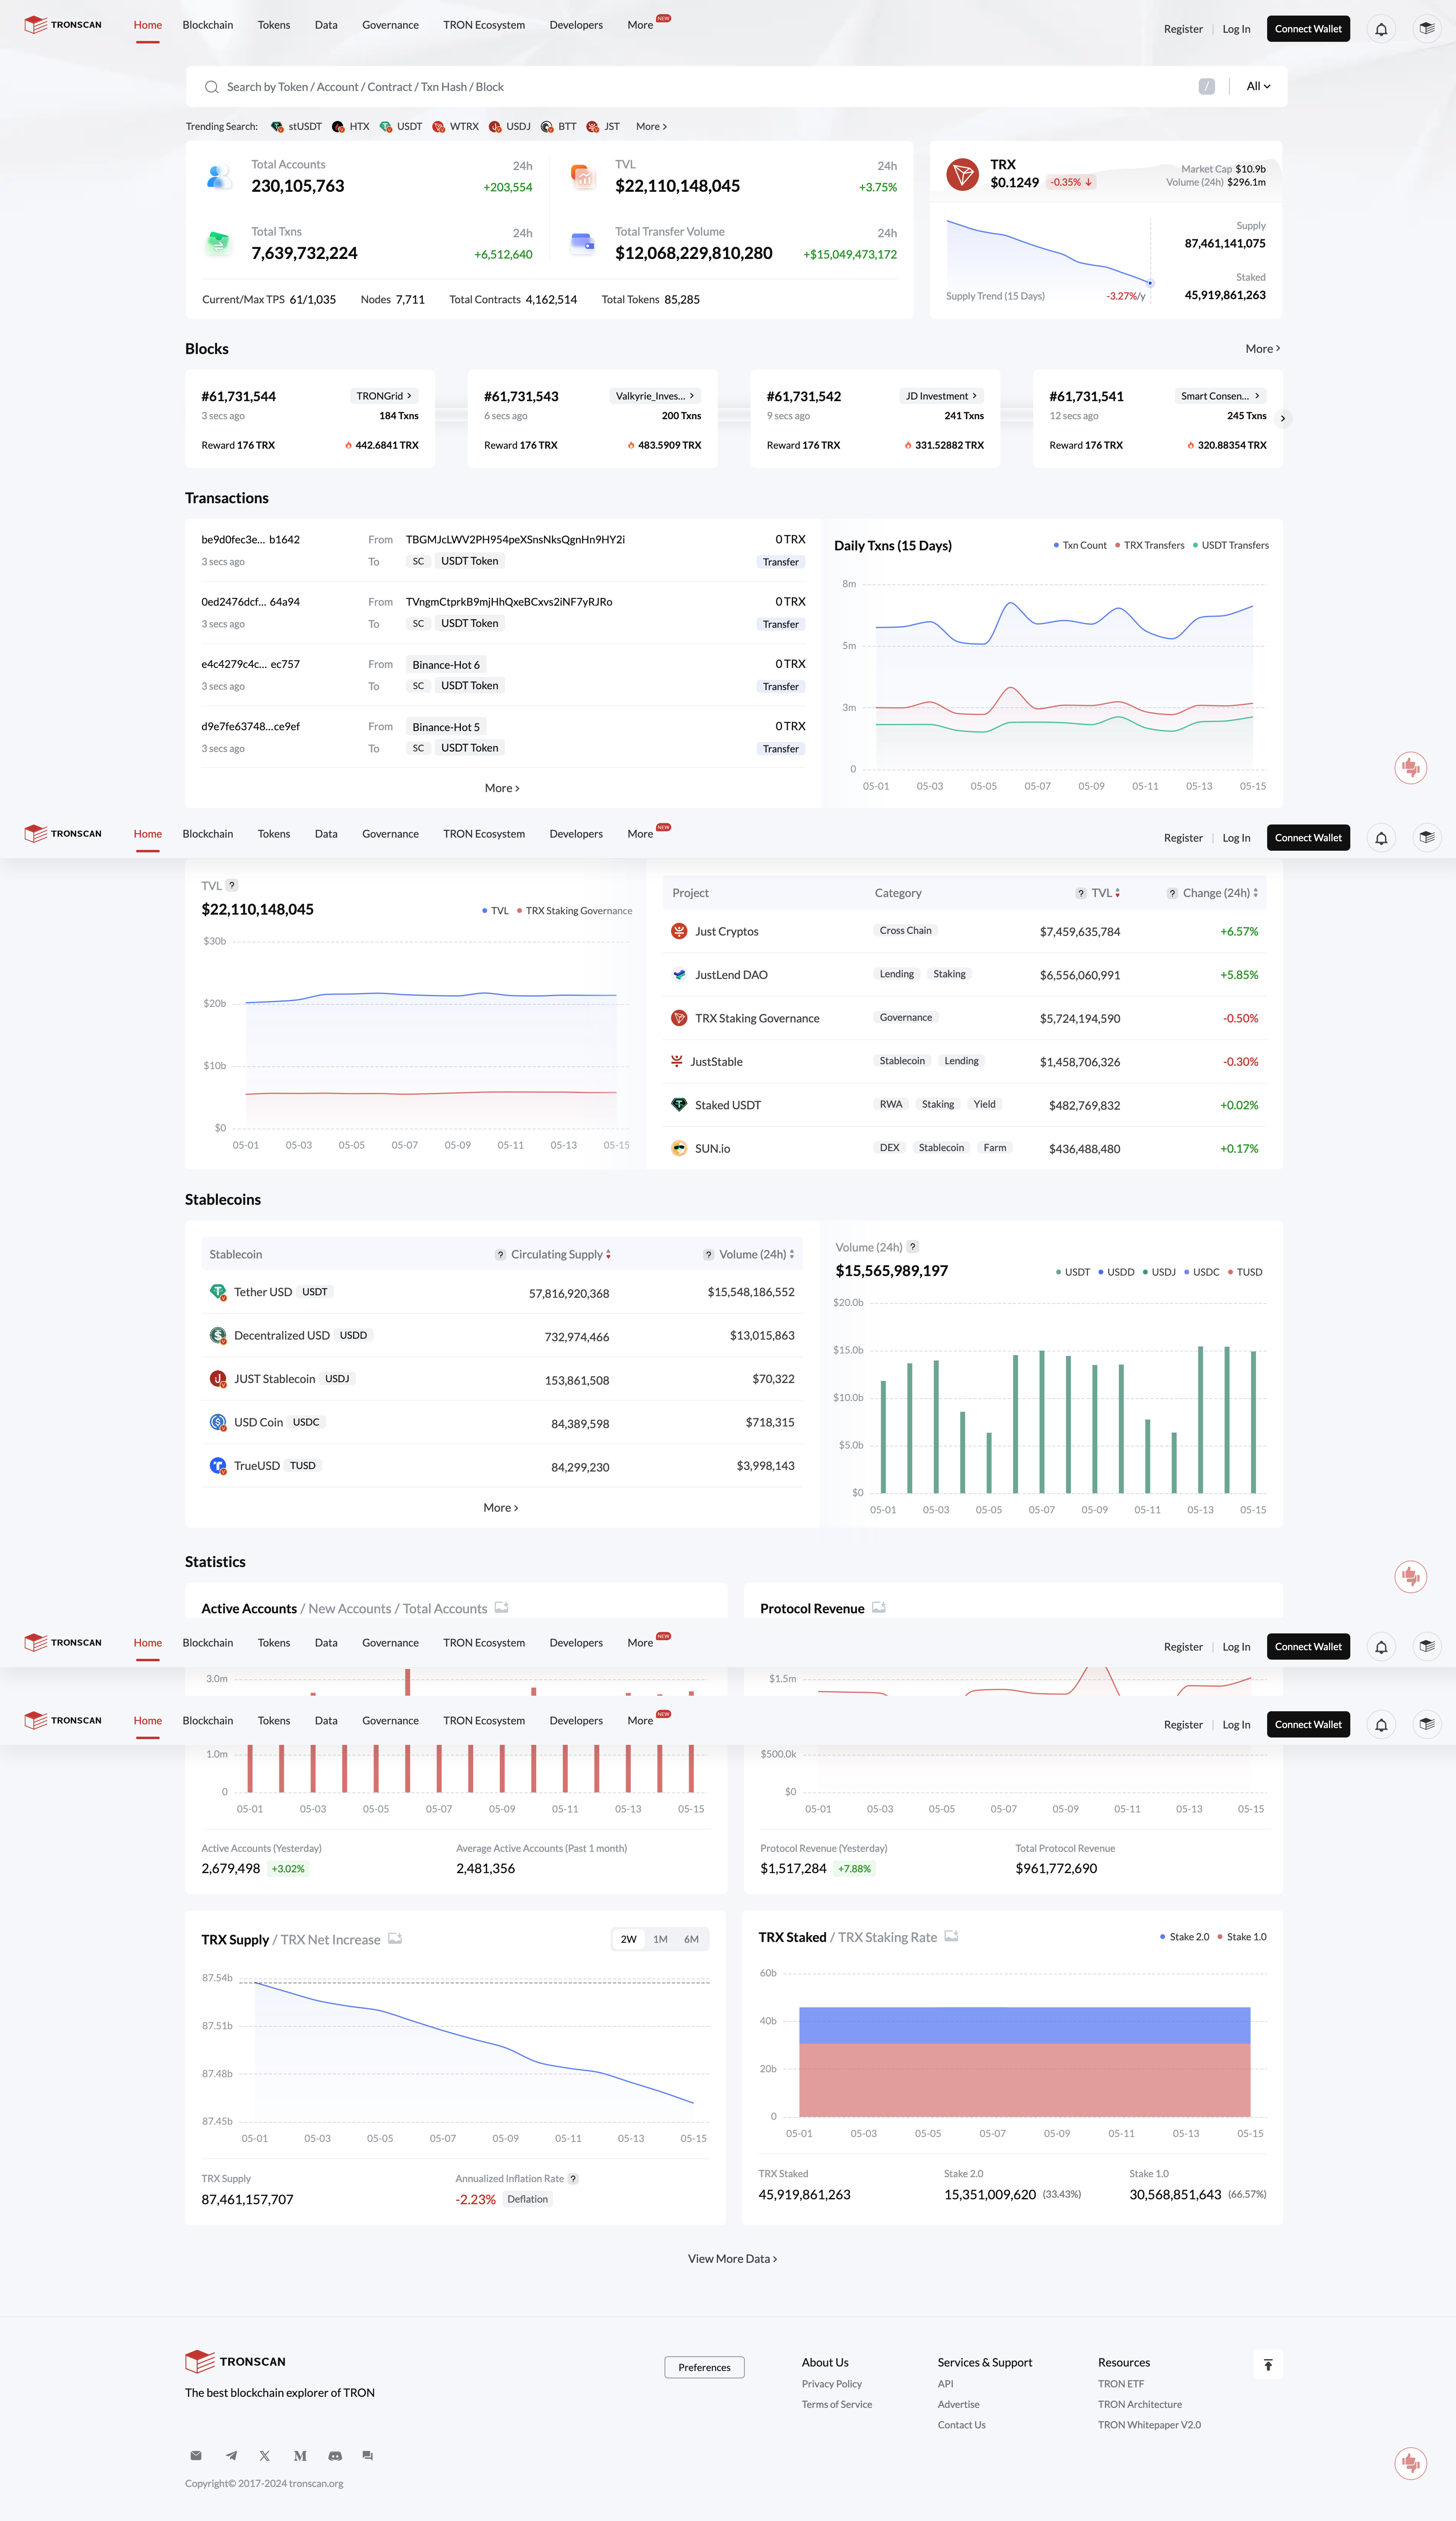 TRONSCAN Home Blockchain Tokens Data Governance TRON Ecosystem Developers More NEW Register Log In Connect Wallet
Search by Token / Account / Contract / Txn Hash / Block / All
Trending Search: stUSDT HTX USDT WTRX USDJ BTT JST More >
Total Accounts 24h
230,105,763 +203,554
TVL 24h
$22,110,148,045 +3.75%
Total Txns 24h
7,639,732,224 +6,512,640
Total Transfer Volume 24h
$12,068,229,810,280 +$15,049,473,172
Current/Max TPS 61/1,035 Nodes 7,711 Total Contracts 4,162,514 Total Tokens 85,285
TRX Market Cap $10.9b
$0.1249 -0.35% ↓ Volume (24h) $296.1m
Supply
87,461,141,075
Staked
45,919,861,263
Supply Trend (15 Days) -3.27%/y
Blocks More >
#61,731,544 TRONGrid >
3 secs ago 184 Txns
Reward 176 TRX 442.6841 TRX
#61,731,543 Valkyrie_Inves... >
6 secs ago 200 Txns
Reward 176 TRX 483.5909 TRX
#61,731,542 JD Investment >
9 secs ago 241 Txns
Reward 176 TRX 331.52882 TRX
#61,731,541 Smart Consen... >
12 secs ago 245 Txns
Reward 176 TRX 320.88354 TRX
Transactions
be9d0fec3e... b1642 From TBGMJcLWV2PH954peXSnsNksQgnHn9HY2i 0 TRX
3 secs ago To SC USDT Token Transfer
0ed2476dcf... 64a94 From TVngmCtprkB9mjHhQxeBCxvs2iNF7yRJRo 0 TRX
3 secs ago To SC USDT Token Transfer
e4c4279c4c... ec757 From Binance-Hot 6 0 TRX
3 secs ago To SC USDT Token Transfer
d9e7fe63748...ce9ef From Binance-Hot 5 0 TRX
3 secs ago To SC USDT Token Transfer
More >
Daily Txns (15 Days) Txn Count TRX Transfers USDT Transfers
8m
5m
3m
0
05-01 05-03 05-05 05-07 05-09 05-11 05-13 05-15
TRONSCAN Home Blockchain Tokens Data Governance TRON Ecosystem Developers More NEW Register Log In Connect Wallet
TVL ?
$22,110,148,045 TVL TRX Staking Governance
$30b
$20b
$10b
$0
05-01 05-03 05-05 05-07 05-09 05-11 05-13 05-15
Project Category ? TVL ? Change (24h)
Just Cryptos Cross Chain $7,459,635,784 +6.57%
JustLend DAO Lending Staking $6,556,060,991 +5.85%
TRX Staking Governance Governance $5,724,194,590 -0.50%
JustStable Stablecoin Lending $1,458,706,326 -0.30%
Staked USDT RWA Staking Yield $482,769,832 +0.02%
SUN.io DEX Stablecoin Farm $436,488,480 +0.17%
Stablecoins
Stablecoin ? Circulating Supply ? Volume (24h)
Tether USD USDT 57,816,920,368 $15,548,186,552
Decentralized USD USDD 732,974,466 $13,015,863
JUST Stablecoin USDJ 153,861,508 $70,322
USD Coin USDC 84,389,598 $718,315
TrueUSD TUSD 84,299,230 $3,998,143
More >
Volume (24h) ?
$15,565,989,197 USDT USDD USDJ USDC TUSD
$20.0b
$15.0b
$10.0b
$5.0b
$0
05-01 05-03 05-05 05-07 05-09 05-11 05-13 05-15
Statistics
Active Accounts / New Accounts / Total Accounts
Protocol Revenue
TRONSCAN Home Blockchain Tokens Data Governance TRON Ecosystem Developers More NEW Register Log In Connect Wallet
3.0m
$1.5m
TRONSCAN Home Blockchain Tokens Data Governance TRON Ecosystem Developers More NEW Register Log In Connect Wallet
1.0m
0
05-01 05-03 05-05 05-07 05-09 05-11 05-13 05-15
Active Accounts (Yesterday) Average Active Accounts (Past 1 month)
2,679,498 +3.02% 2,481,356
$500.0k
$0
05-01 05-03 05-05 05-07 05-09 05-11 05-13 05-15
Protocol Revenue (Yesterday) Total Protocol Revenue
$1,517,284 +7.88% $961,772,690
TRX Supply / TRX Net Increase 2W 1M 6M
87.54b
87.51b
87.48b
87.45b
05-01 05-03 05-05 05-07 05-09 05-11 05-13 05-15
TRX Supply Annualized Inflation Rate ?
87,461,157,707 -2.23% Deflation
TRX Staked / TRX Staking Rate Stake 2.0 Stake 1.0
60b
40b
20b
0
05-01 05-03 05-05 05-07 05-09 05-11 05-13 05-15
TRX Staked Stake 2.0 Stake 1.0
45,919,861,263 15,351,009,620 (33.43%) 30,568,851,643 (66.57%)
View More Data >
TRONSCAN
The best blockchain explorer of TRON
Preferences
About Us
Privacy Policy
Terms of Service
Services & Support
API
Advertise
Contact Us
Resources
TRON ETF
TRON Architecture
TRON Whitepaper V2.0
Copyright© 2017-2024 tronscan.org